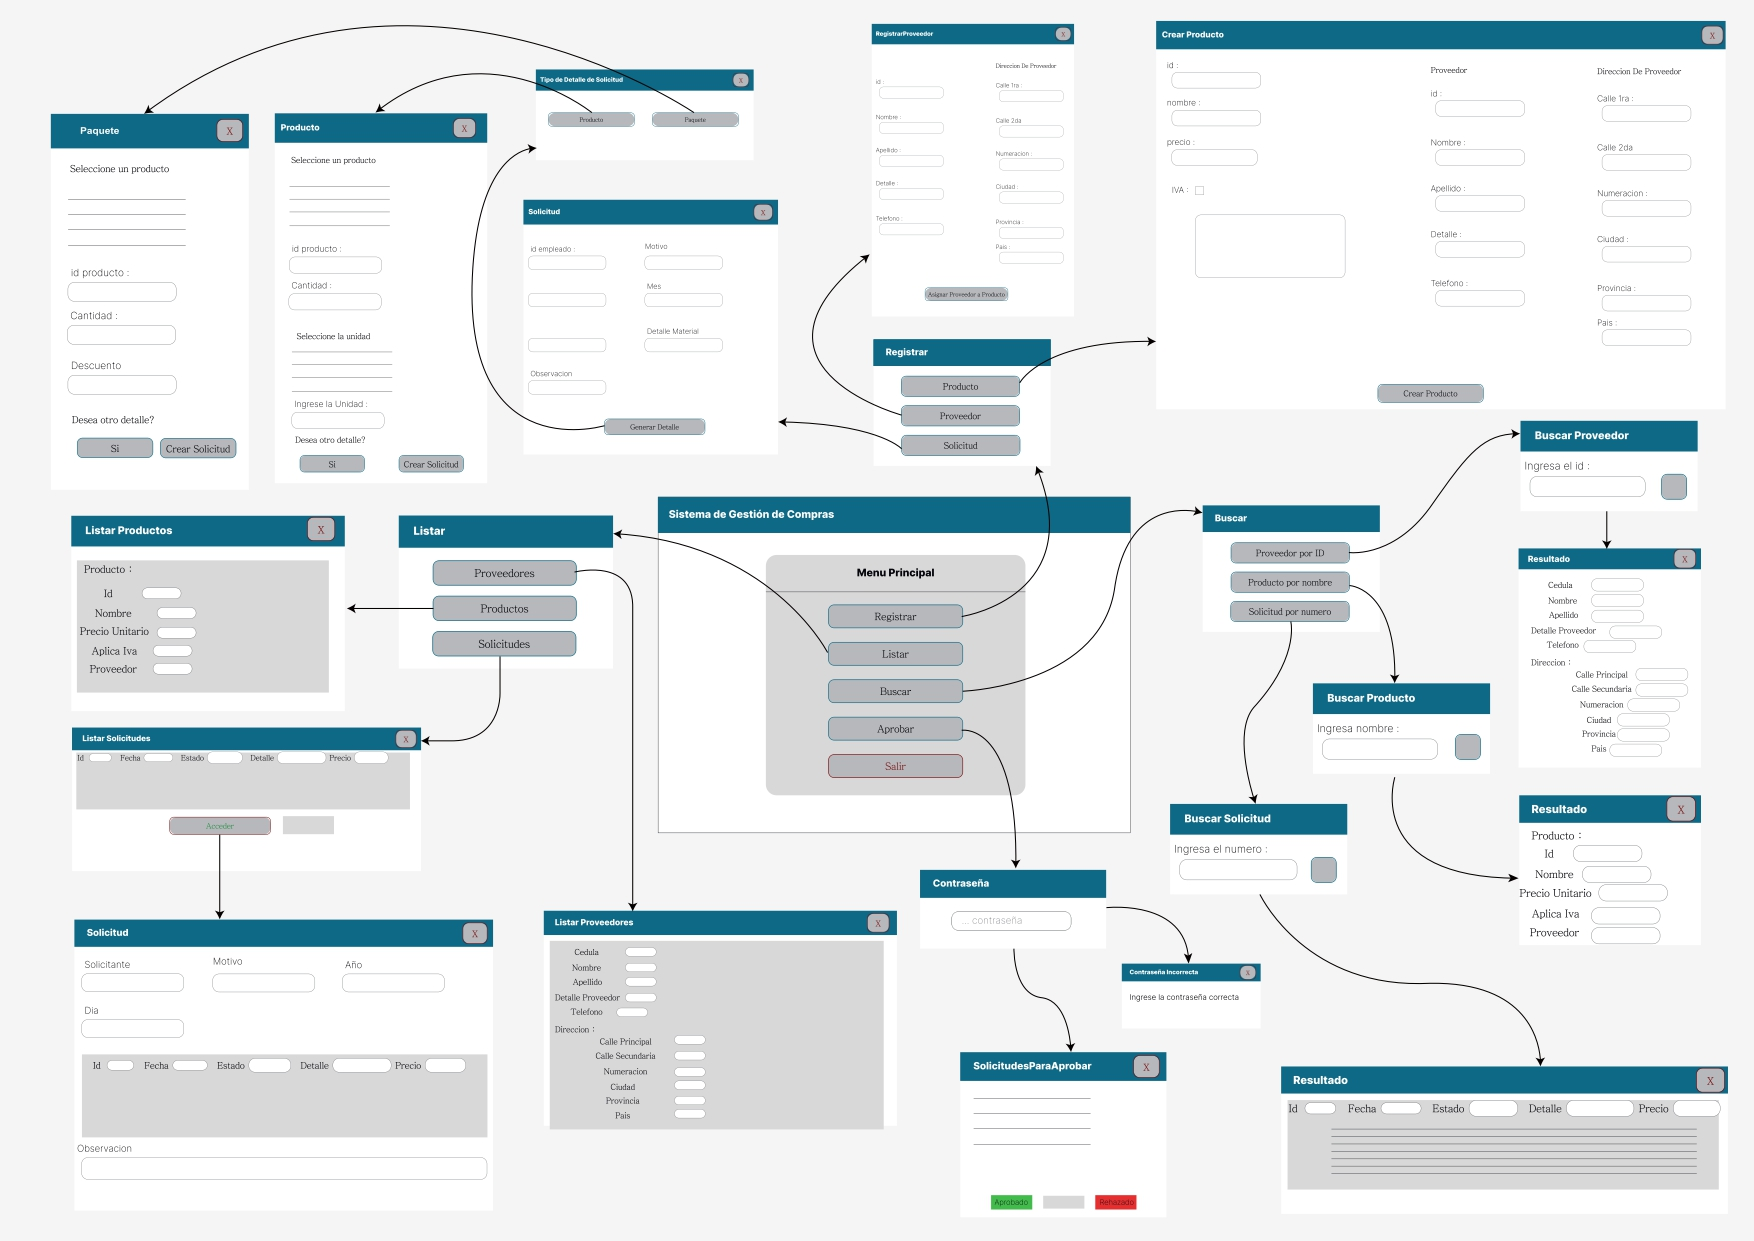 Paquete
X
Seleccione un producto
id producto :
Cantidad :
Descuento
Desea otro detalle?
Si
Crear Solicitud
Producto
X
Seleccione un producto
id producto :
Cantidad :
Seleccione la unidad
Ingrese la Unidad :
Desea otro detalle?
Si
Crear Solicitud
Tipo de Detalle de Solicitud
X
Producto
Paquete
Solicitud
X
id empleado :
Motivo
Mes
Detalle Material
Observacion
Generar Detalle
RegistrarProveedor
X
Direccion De Proveedor
id :
Calle 1ra :
Nombre :
Calle 2da
Apellido :
Numeracion :
Detalle :
Ciudad :
Telefono :
Provincia :
Pais :
Asignar Proveedor a Producto
Crear Producto
X
id :
nombre :
precio :
IVA :
Proveedor
id :
Nombre :
Apellido :
Detalle :
Telefono :
Direccion De Proveedor
Calle 1ra :
Calle 2da
Numeracion :
Ciudad :
Provincia :
Pais :
Crear Producto
Registrar
Producto
Proveedor
Solicitud
Sistema de Gestión de Compras
Menu Principal
Registrar
Listar
Buscar
Aprobar
Salir
Listar
Proveedores
Productos
Solicitudes
Listar Productos
X
Producto :
Id
Nombre
Precio Unitario
Aplica Iva
Proveedor
Listar Solicitudes
X
Id Fecha Estado Detalle Precio
Acceder
Solicitud
X
Solicitante
Motivo
Año
Dia
Id Fecha Estado Detalle Precio
Observacion
Listar Proveedores
X
Cedula
Nombre
Apellido
Detalle Proveedor
Telefono
Direccion :
Calle Principal
Calle Secundaria
Numeracion
Ciudad
Provincia
Pais
Buscar
Proveedor por ID
Producto por nombre
Solicitud por numero
Buscar Proveedor
Ingresa el id :
Resultado
X
Cedula
Nombre
Apellido
Detalle Proveedor
Telefono
Direccion :
Calle Principal
Calle Secundaria
Numeracion
Ciudad
Provincia
Pais
Buscar Producto
Ingresa nombre :
Resultado
X
Producto :
Id
Nombre
Precio Unitario
Aplica Iva
Proveedor
Buscar Solicitud
Ingresa el numero :
Contraseña
... contraseña
Contraseña Incorrecta
X
Ingrese la contraseña correcta
SolicitudesParaAprobar
X
Aprobado
Rehazado
Resultado
X
Id Fecha Estado Detalle Precio